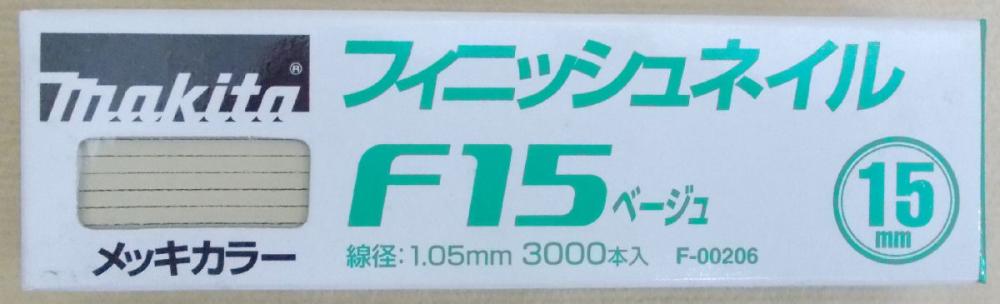 makita®
メッキカラー
フィニッシュネイル
F15 ベージュ
線径:1.05mm 3000本入 F-00206
15
mm